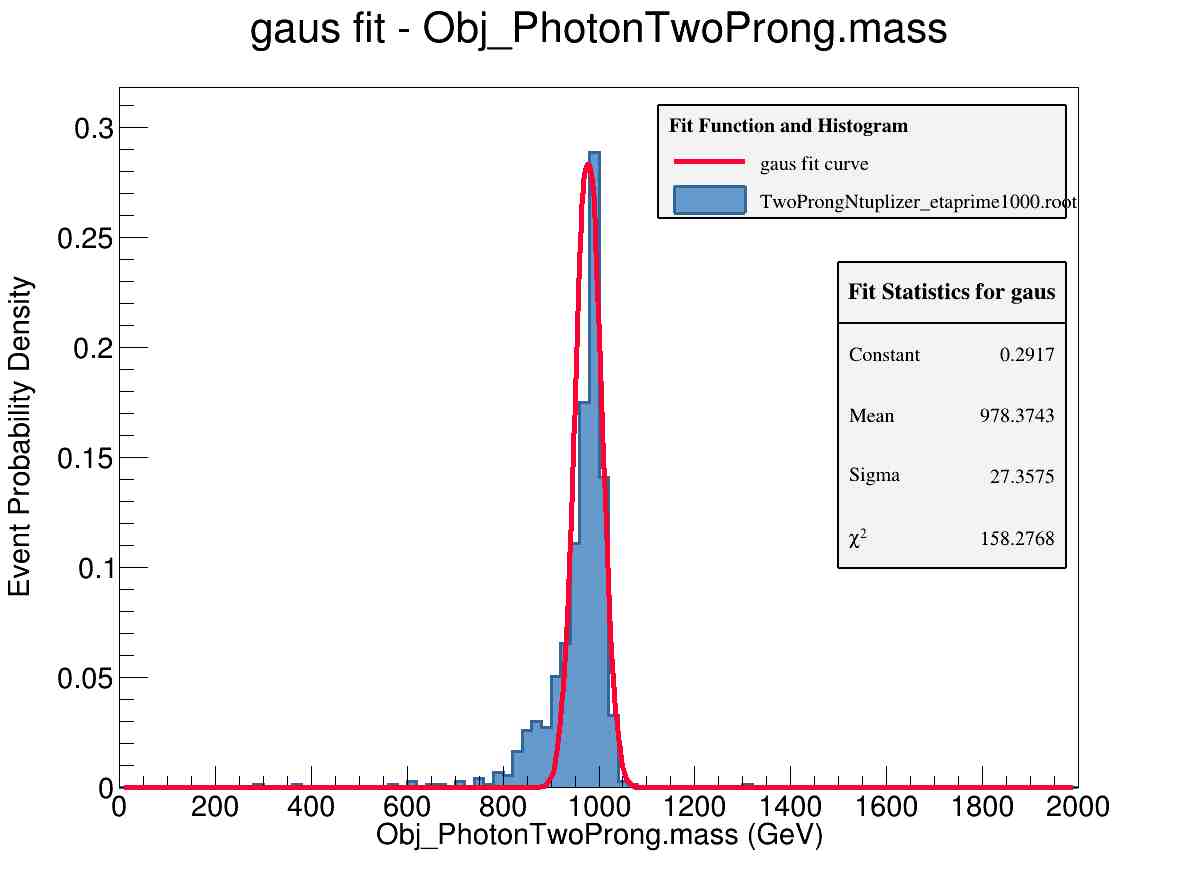 gaus fit - Obj_PhotonTwoProng.mass
Event Probability Density
0.3
0.25
0.2
0.15
0.1
0.05
0
Fit Function and Histogram
gaus fit curve
TwoProngNtuplizer_etaprime1000.root
Fit Statistics for gaus
Constant 0.2917
Mean 978.3743
Sigma 27.3575
χ² 158.2768
0 200 400 600 800 1000 1200 1400 1600 1800 2000
Obj_PhotonTwoProng.mass (GeV)